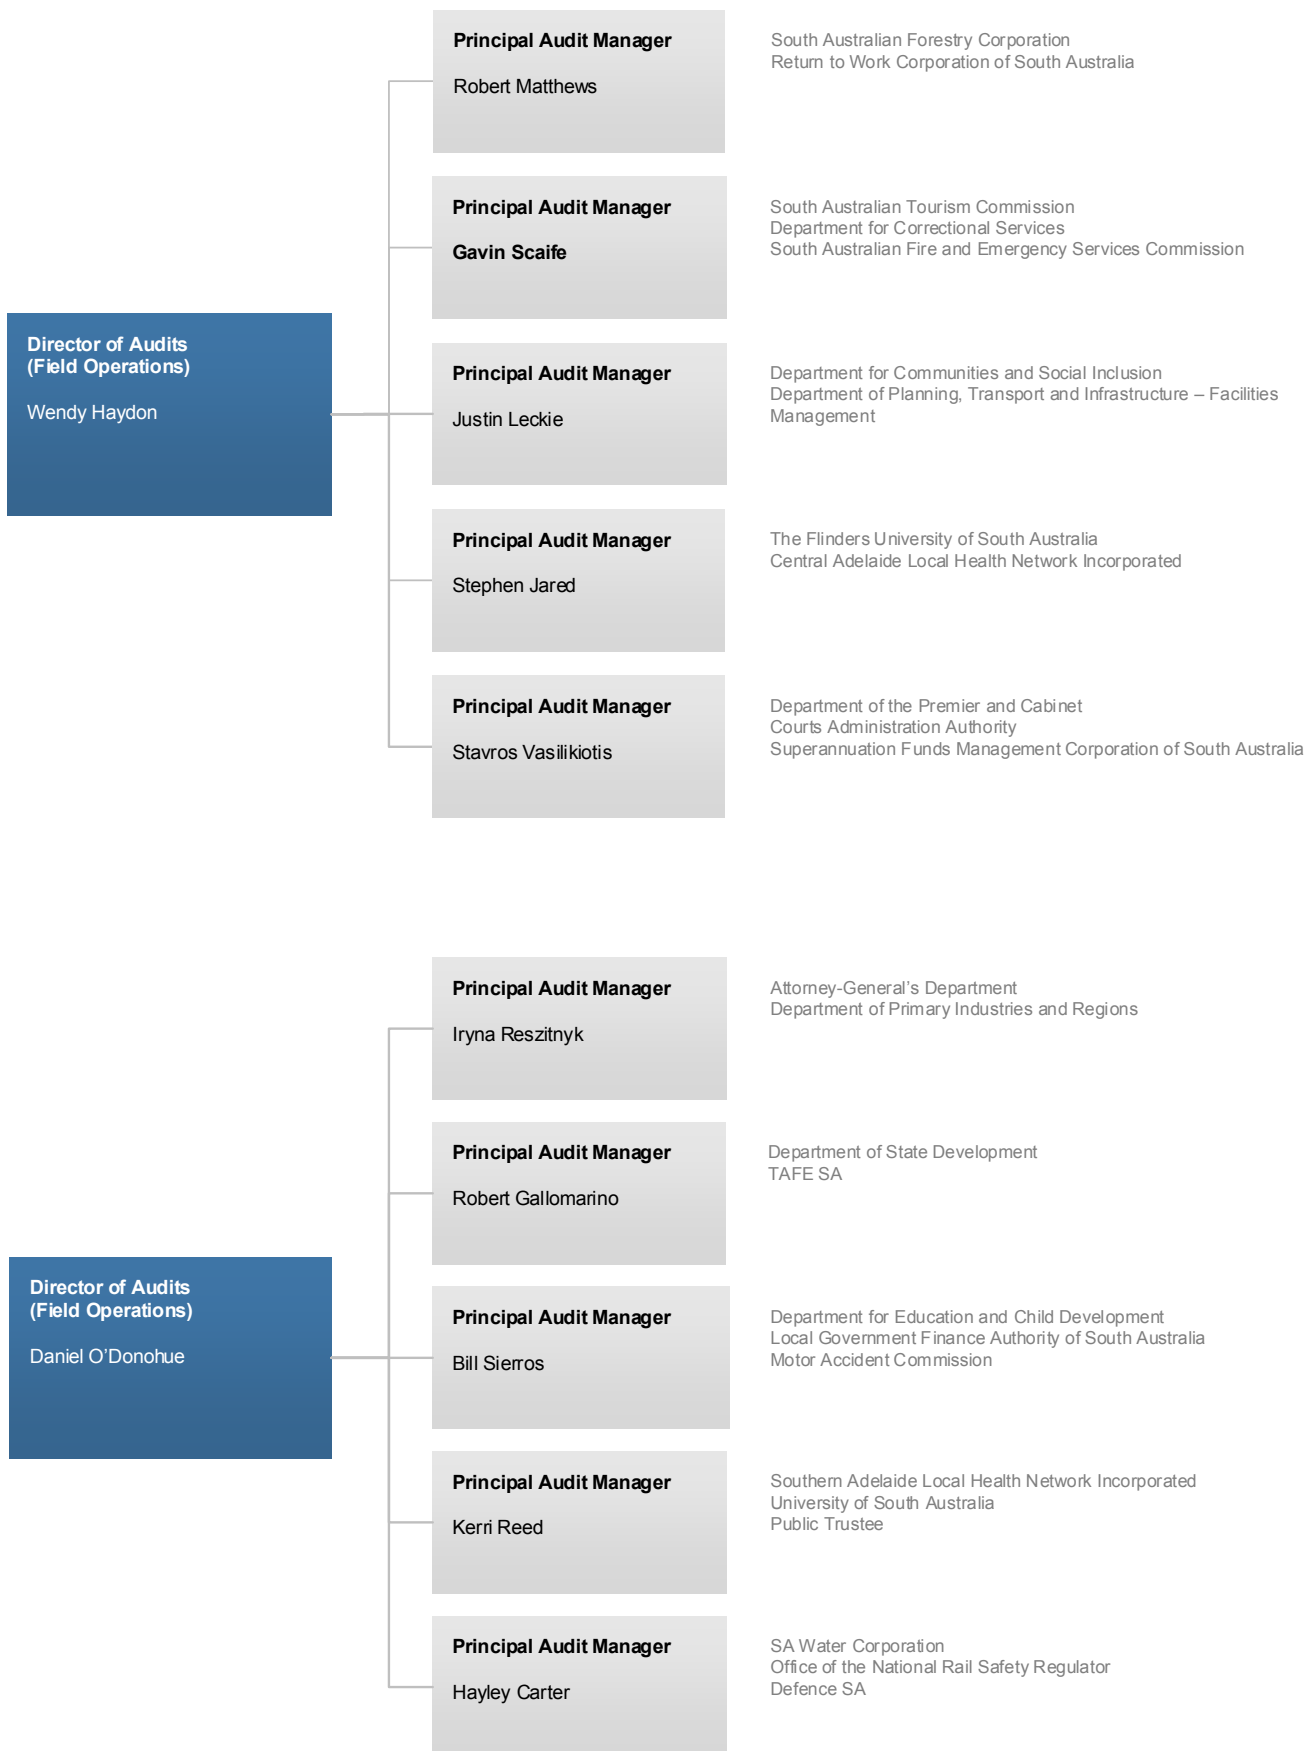 Principal Audit Manager
Robert Matthews
South Australian Forestry Corporation
Return to Work Corporation of South Australia
Principal Audit Manager
Gavin Scaife
South Australian Tourism Commission
Department for Correctional Services
South Australian Fire and Emergency Services Commission
Director of Audits
(Field Operations)
Wendy Haydon
Principal Audit Manager
Justin Leckie
Department for Communities and Social Inclusion
Department of Planning, Transport and Infrastructure – Facilities
Management
Principal Audit Manager
Stephen Jared
The Flinders University of South Australia
Central Adelaide Local Health Network Incorporated
Principal Audit Manager
Stavros Vasilikiotis
Department of the Premier and Cabinet
Courts Administration Authority
Superannuation Funds Management Corporation of South Australia
Principal Audit Manager
Iryna Reszitnyk
Attorney-General’s Department
Department of Primary Industries and Regions
Principal Audit Manager
Robert Gallomarino
Department of State Development
TAFE SA
Director of Audits
(Field Operations)
Daniel O’Donohue
Principal Audit Manager
Bill Sierros
Department for Education and Child Development
Local Government Finance Authority of South Australia
Motor Accident Commission
Principal Audit Manager
Kerri Reed
Southern Adelaide Local Health Network Incorporated
University of South Australia
Public Trustee
Principal Audit Manager
Hayley Carter
SA Water Corporation
Office of the National Rail Safety Regulator
Defence SA